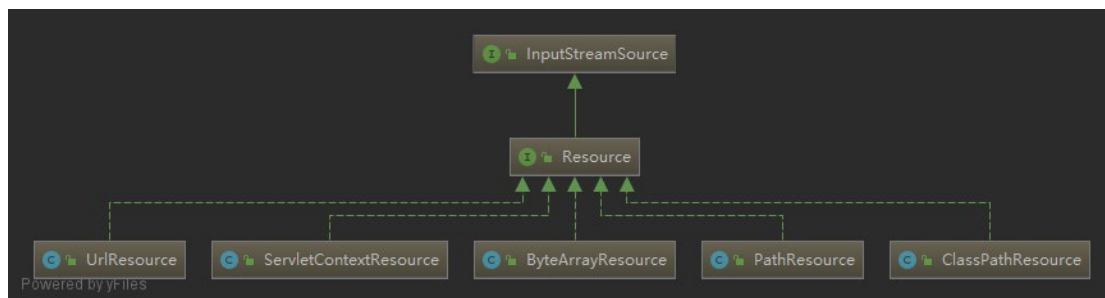 I InputStreamSource
I Resource
C UrlResource
C ServletContextResource
C ByteArrayResource
C PathResource
C ClassPathResource
Powered by yFiles